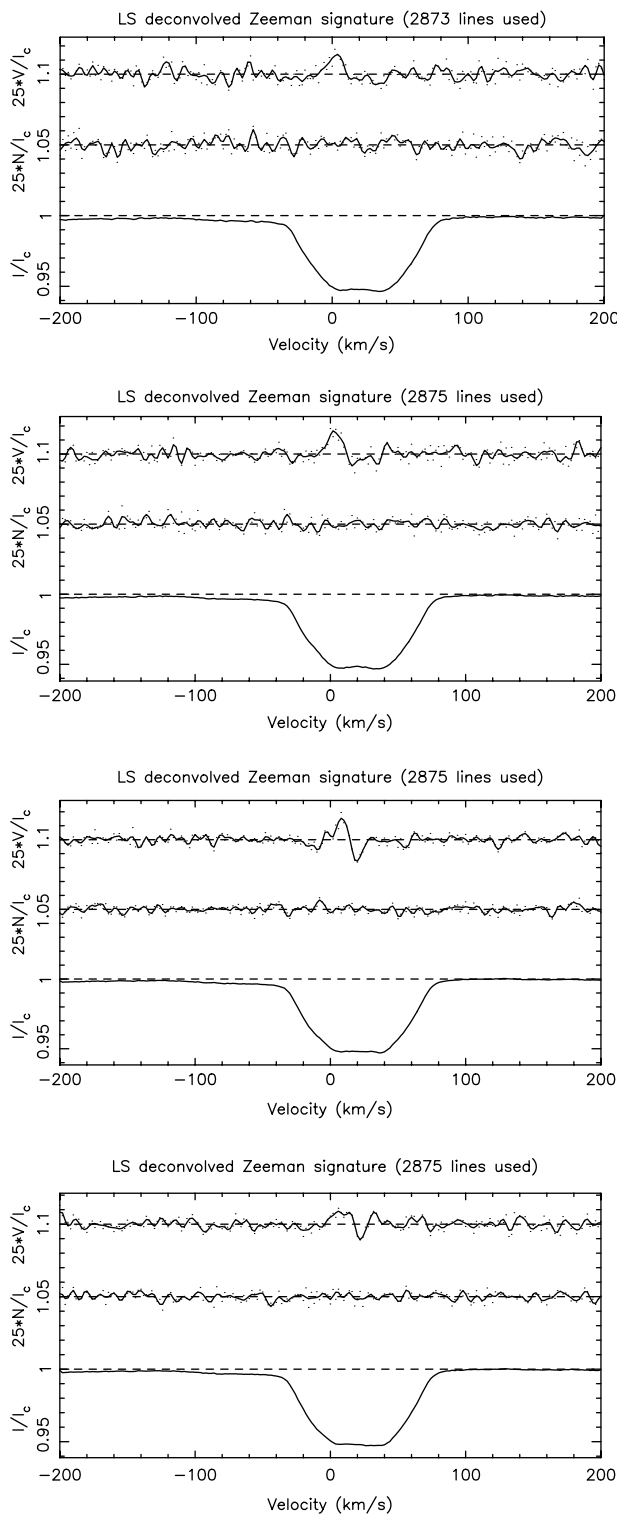 LS deconvolved Zeeman signature (2873 lines used)
25*V/I_c
1.1
25*N/I_c
1.05
1
I/I_c
0.95
−200 −100 0 100 200
Velocity (km/s)
LS deconvolved Zeeman signature (2875 lines used)
25*V/I_c
1.1
25*N/I_c
1.05
1
I/I_c
0.95
−200 −100 0 100 200
Velocity (km/s)
LS deconvolved Zeeman signature (2875 lines used)
25*V/I_c
1.1
25*N/I_c
1.05
1
I/I_c
0.95
−200 −100 0 100 200
Velocity (km/s)
LS deconvolved Zeeman signature (2875 lines used)
25*V/I_c
1.1
25*N/I_c
1.05
1
I/I_c
0.95
−200 −100 0 100 200
Velocity (km/s)